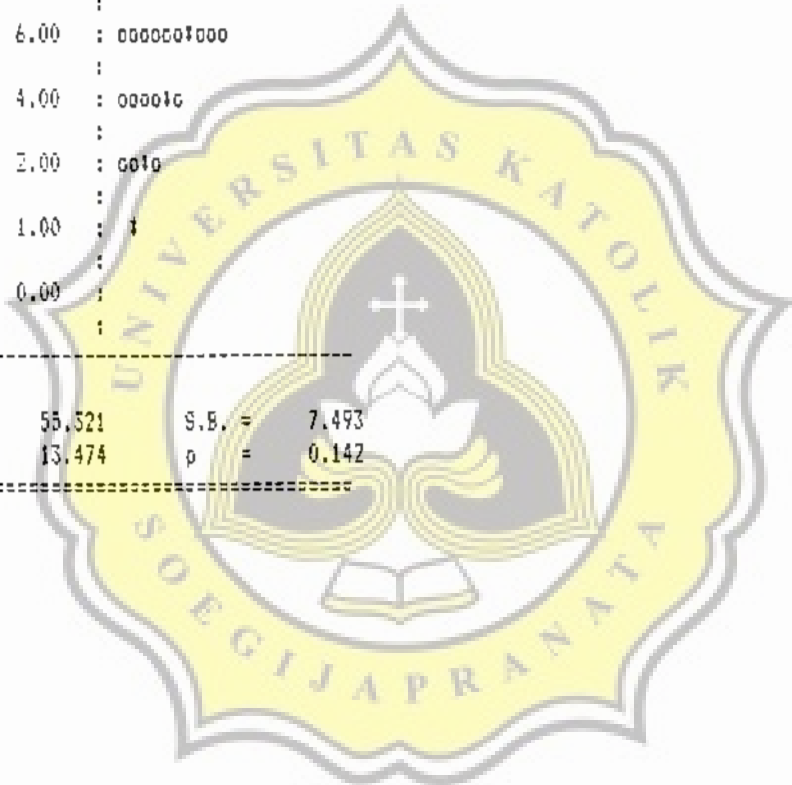 6.00 : oooooo*ooo
:
4.00 : oooo*o
:
2.00 : oo*o
:
1.00 : *
:
0.00 :
:
---------------------------------
55.521 S.B. = 7.493
13.474 p = 0.142
=================================
UNIVERSITAS KATOLIK
SOEGIJAPRANATA